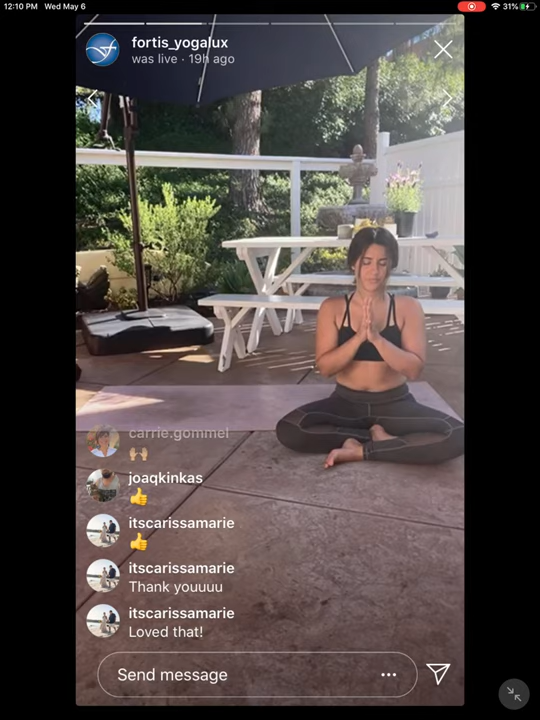 12:10 PM Wed May 6
31%
fortis_yogalux
was live · 19h ago
carrie.gommel
🙌🏼
joaqkinkas
👍
itscarissamarie
👍
itscarissamarie
Thank youuuu
itscarissamarie
Loved that!
Send message